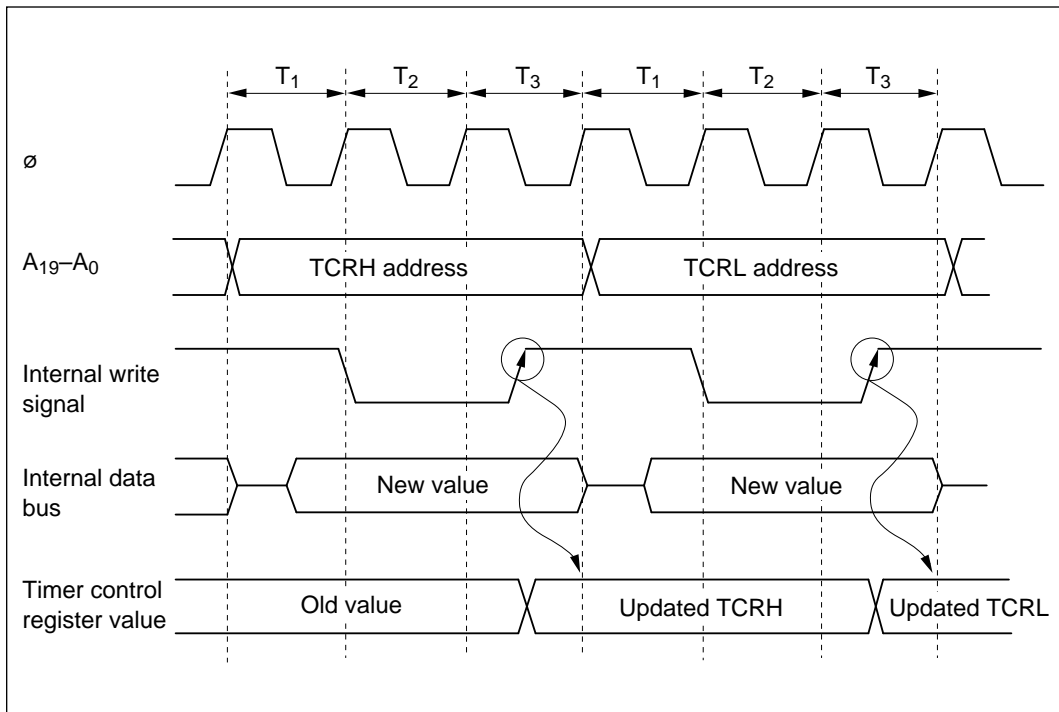 T1 T2 T3 T1 T2 T3
ø
A19–A0
TCRH address TCRL address
Internal write
signal
Internal data
bus
New value New value
Timer control
register value
Old value Updated TCRH Updated TCRL